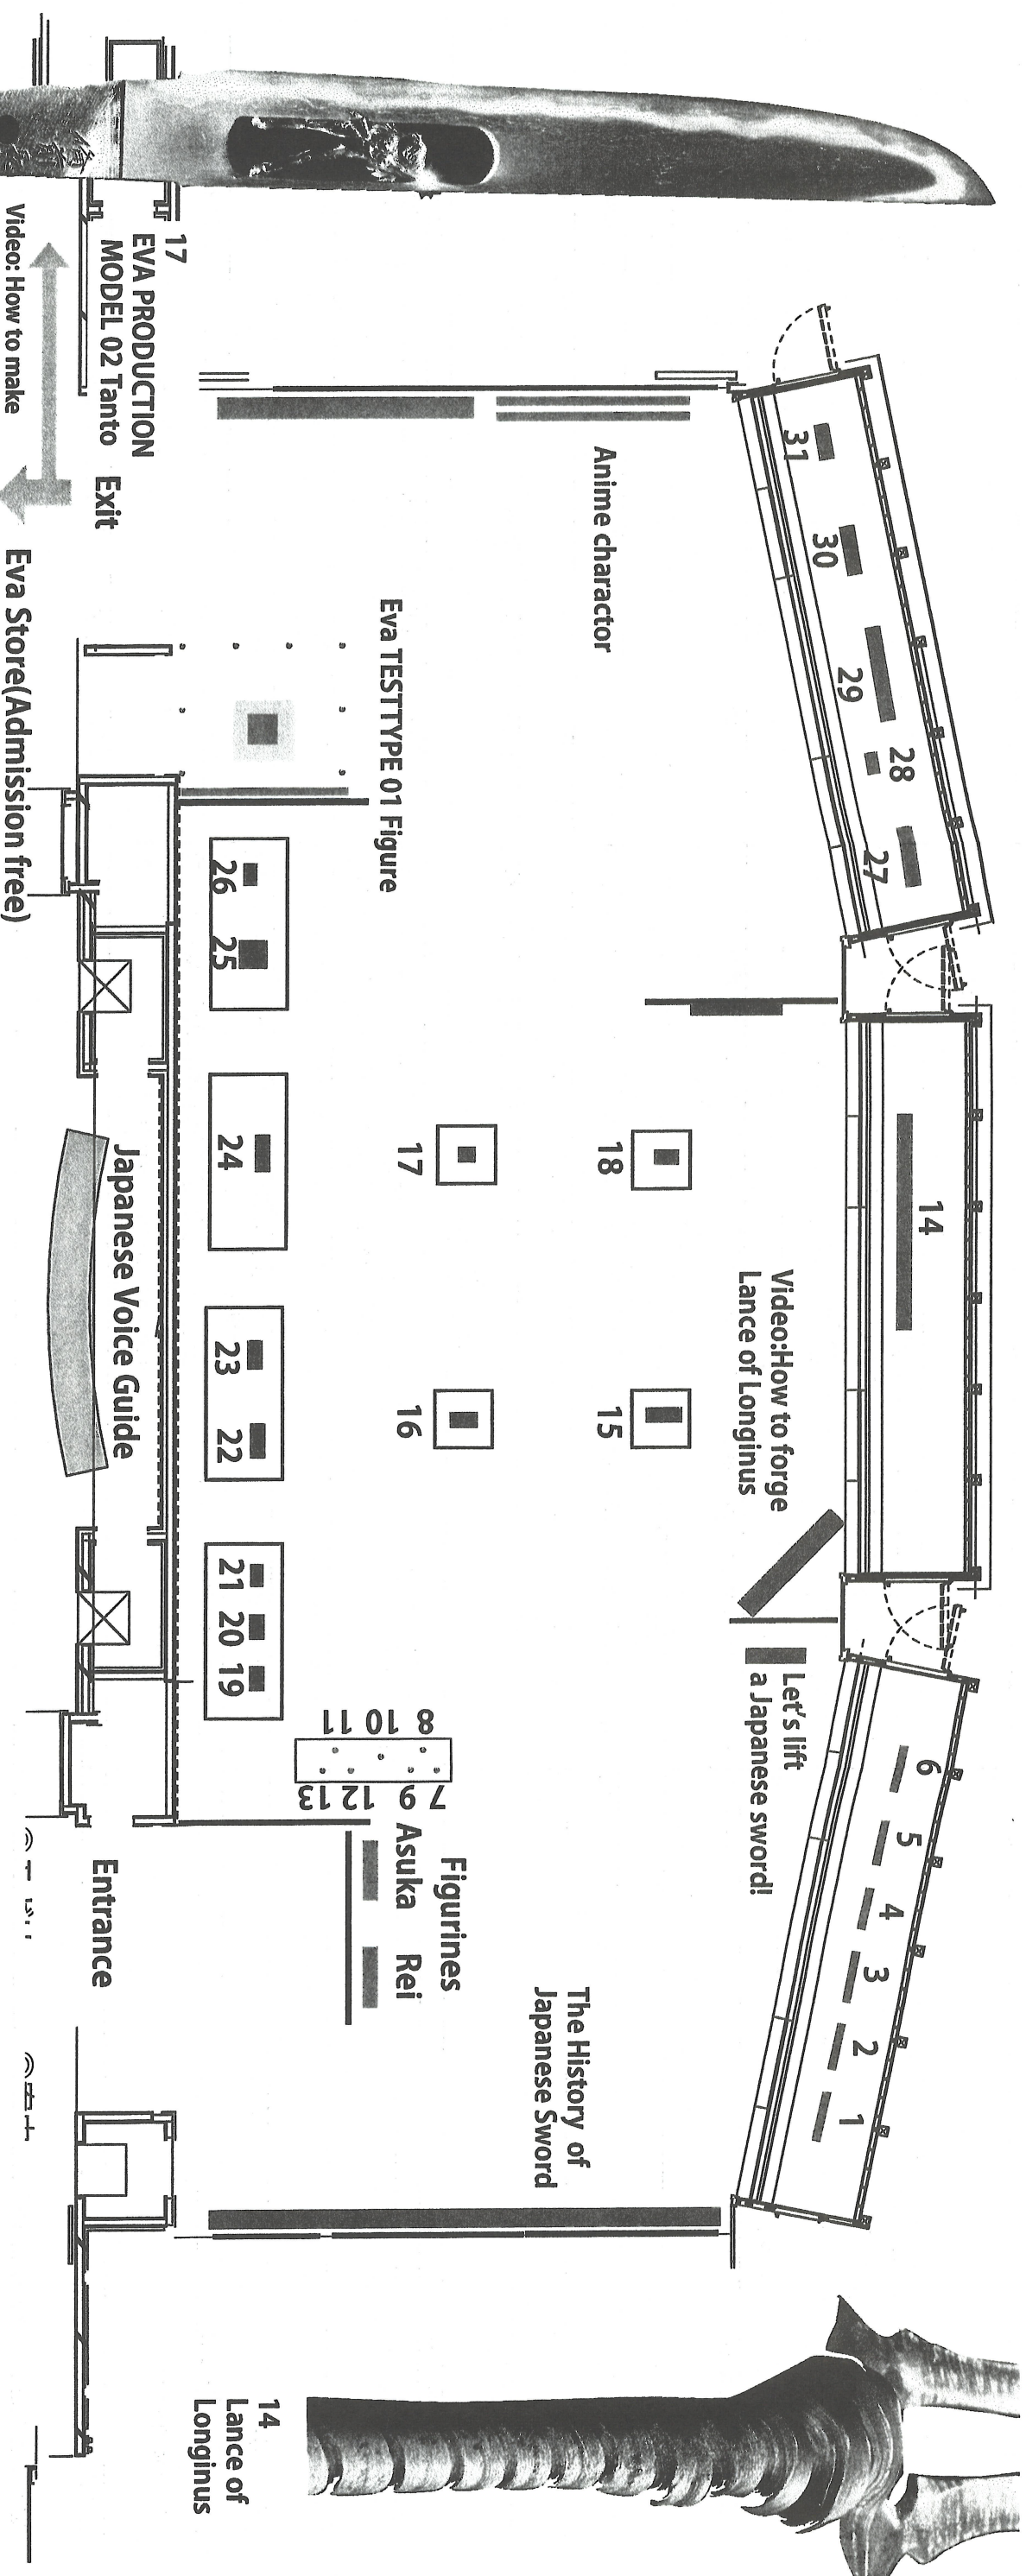 17
EVA PRODUCTION
MODEL 02 Tanto
Video: How to make
Exit
Eva Store(Admission free)
Anime charactor
Eva TESTTYPE 01 Figure
31
30
29
28
27
26
25
24
23
22
21
20
19
14
18
17
15
16
Japanese Voice Guide
Video:How to forge
Lance of Longinus
Let's lift
a Japanese sword!
8 10 11
7 9 12 13
6
5
4
3
2
1
Figurines
Asuka Rei
Entrance
The History of
Japanese Sword
14
Lance of
Longinus